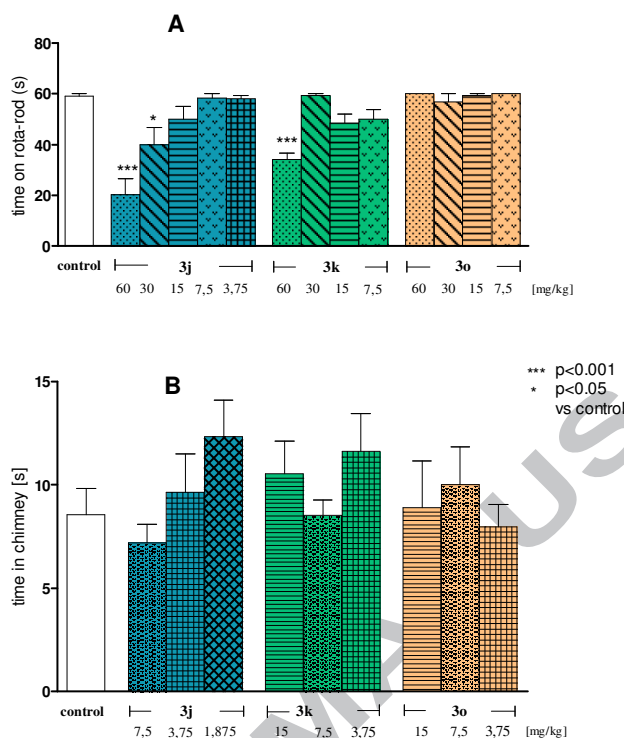 A
time on rota-rod (s)
80
60
40
20
0
***
*
***
control
3j
3k
3o
60 30 15 7,5 3,75 60 30 15 7,5 60 30 15 7,5 [mg/kg]
B
*** p<0.001
* p<0.05
vs control
time in chimney [s]
15
10
5
0
control
3j
3k
3o
7,5 3,75 1,875 15 7,5 3,75 15 7,5 3,75 [mg/kg]